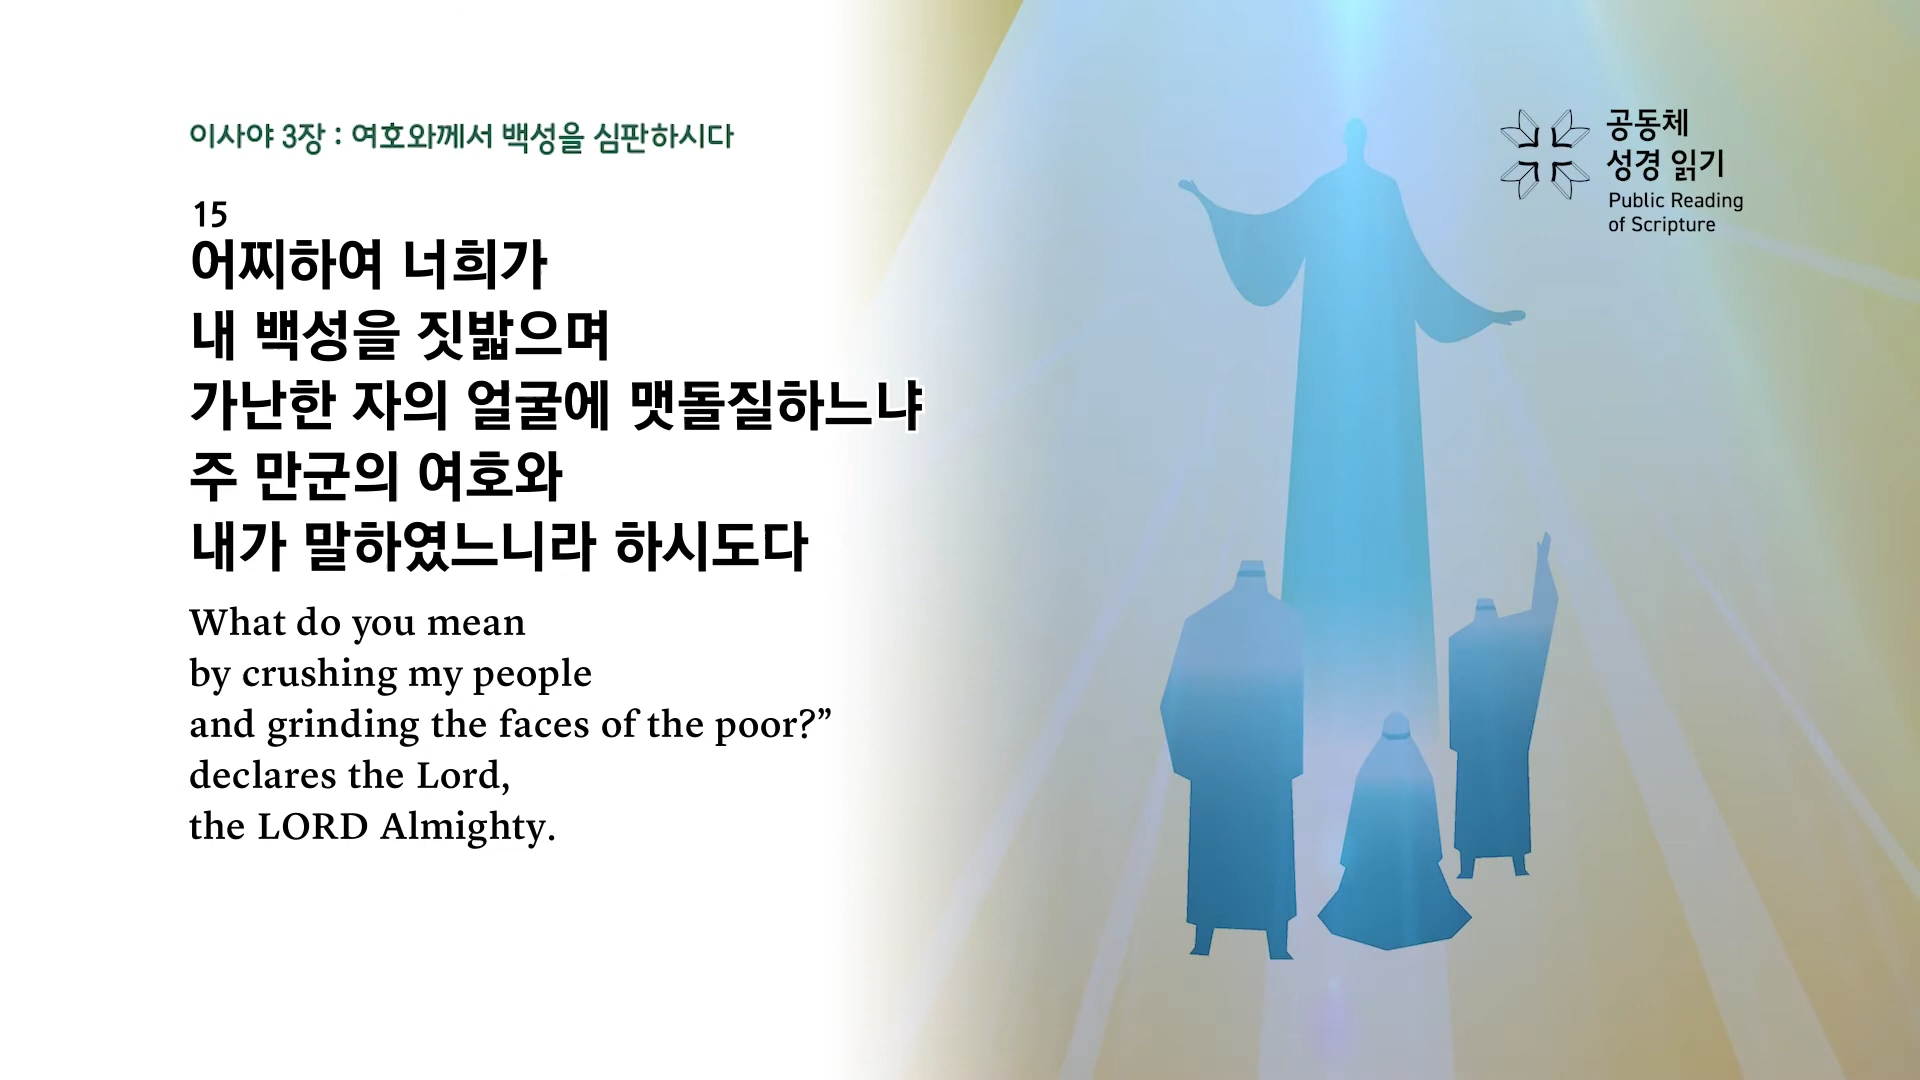 이사야 3장 : 여호와께서 백성을 심판하시다
15
어찌하여 너희가
내 백성을 짓밟으며
가난한 자의 얼굴에 맷돌질하느냐
주 만군의 여호와
내가 말하였느니라 하시도다
What do you mean
by crushing my people
and grinding the faces of the poor?”
declares the Lord,
the LORD Almighty.
공동체
성경 읽기
Public Reading
of Scripture